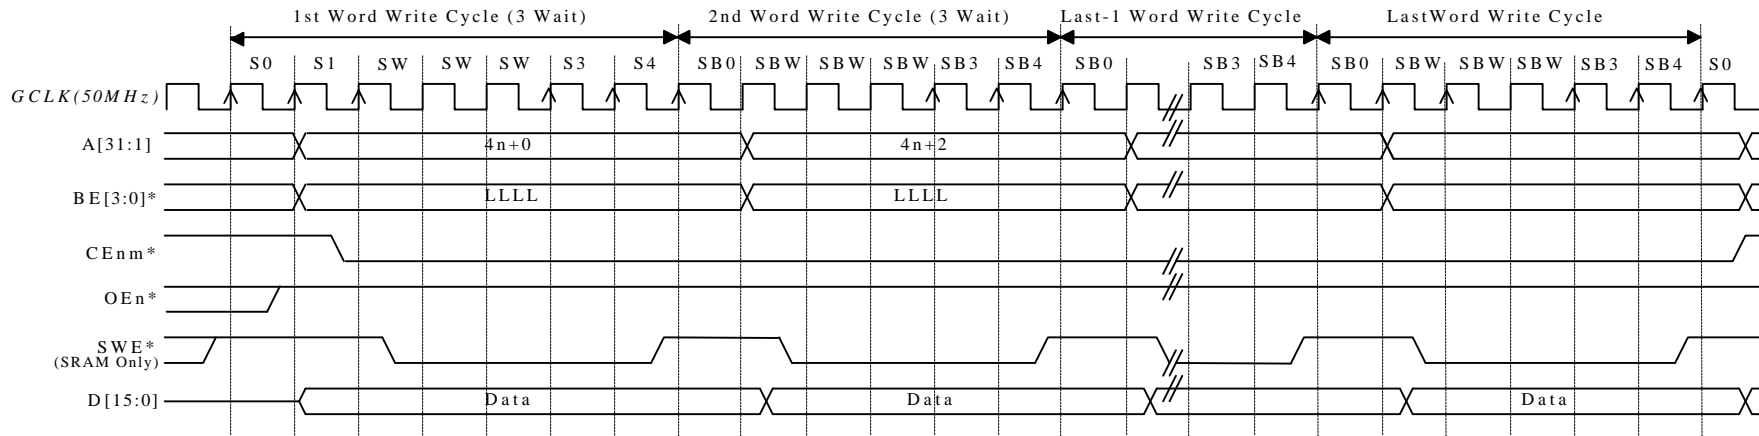 1st Word Write Cycle (3 Wait) 2nd Word Write Cycle (3 Wait) Last-1 Word Write Cycle LastWord Write Cycle
S0 S1 SW SW SW S3 S4 SB0 SBW SBW SBW SB3 SB4 SB0 SB3 SB4 SB0 SBW SBW SBW SB3 SB4 S0
GCLK(50MHz)
A[31:1] 4n+0 4n+2
BE[3:0]* LLLL LLLL
CEnm*
OEn*
SWE*
(SRAM Only)
D[15:0] Data Data Data